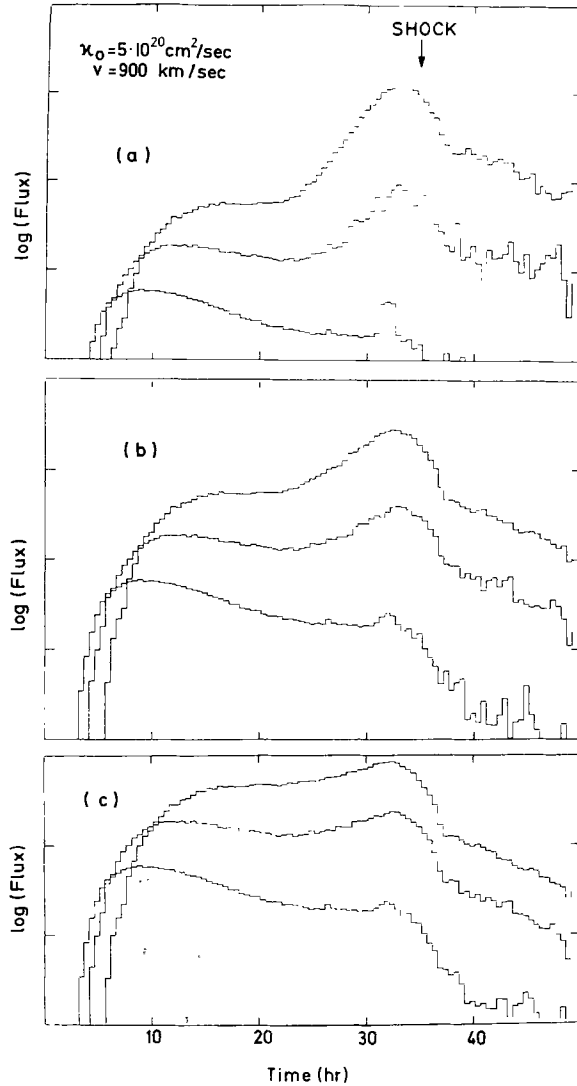 SHOCK
ϰ₀=5·10²⁰cm²/sec
v=900 km/sec
(a)
log (Flux)
(b)
log (Flux)
(c)
log (Flux)
10 20 30 40
Time (hr)